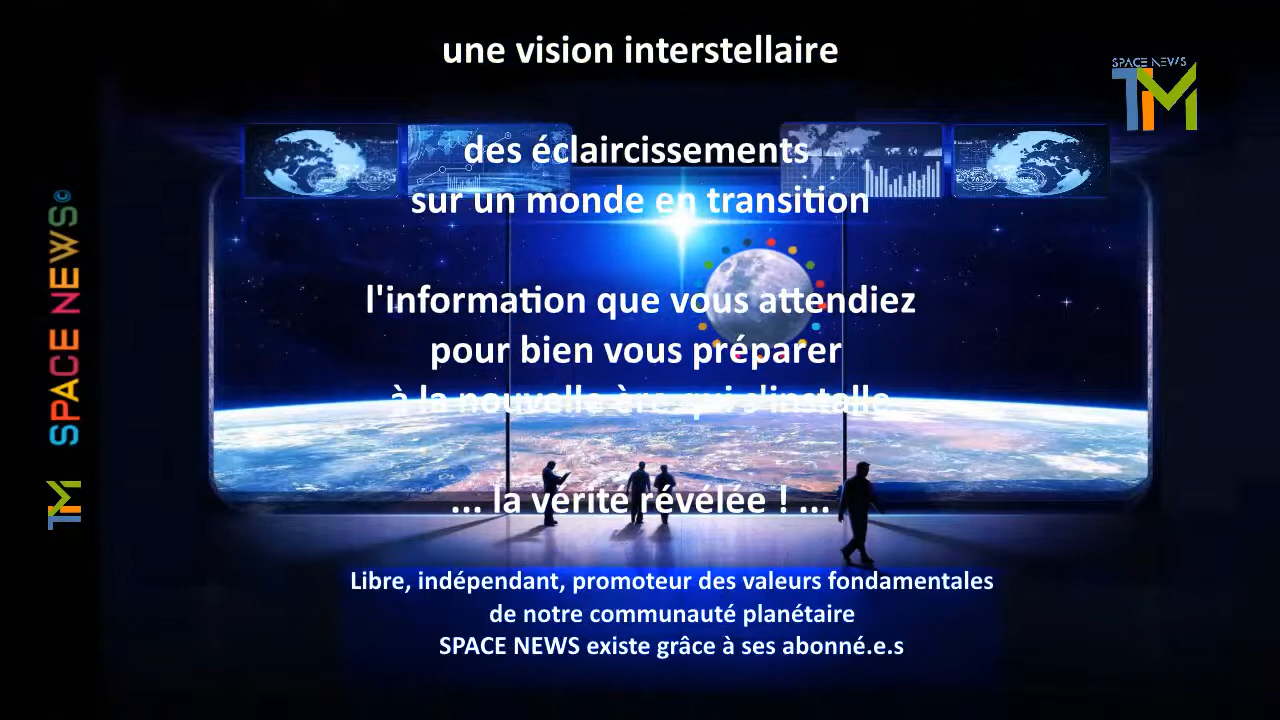 une vision interstellaire
SPACE NEWS
TM
des éclaircissements
sur un monde en transition
l'information que vous attendiez
pour bien vous préparer
à la nouvelle ère qui s'installe
... la vérité révélée ! ...
Libre, indépendant, promoteur des valeurs fondamentales
de notre communauté planétaire
SPACE NEWS existe grâce à ses abonné.e.s
TM SPACE NEWS©